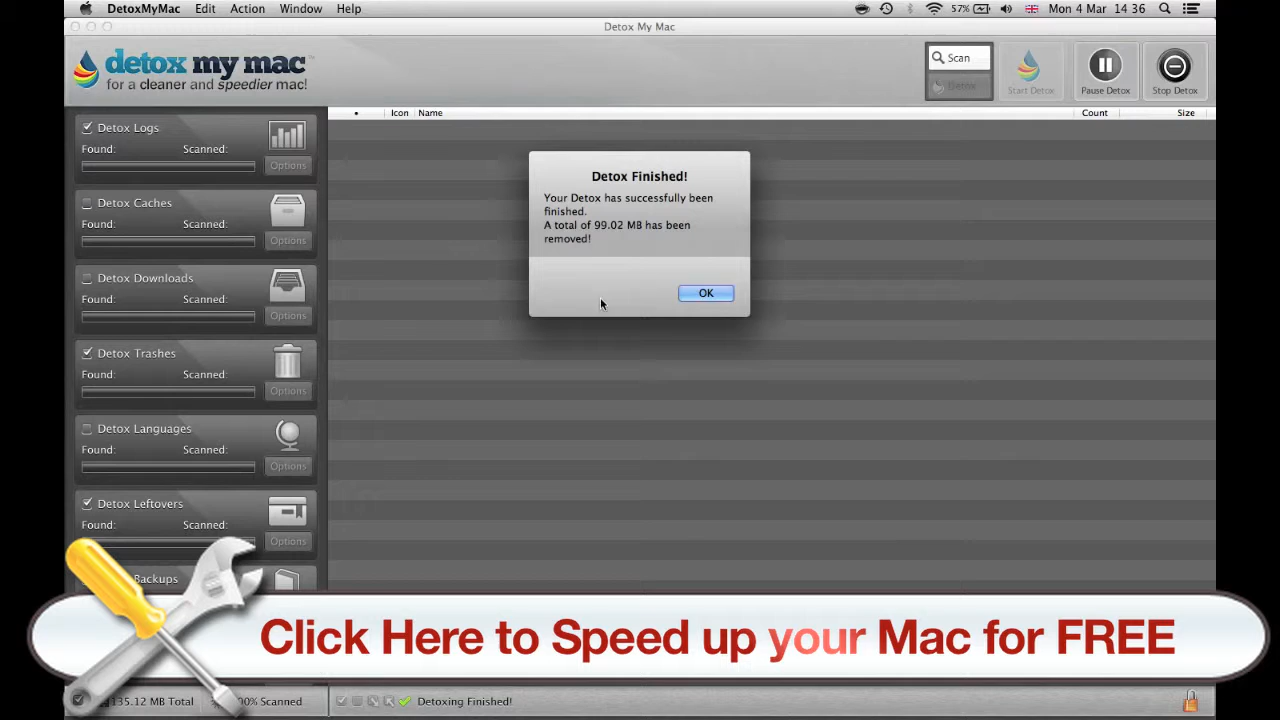 DetoxMyMac Edit Action Window Help 57% Mon 4 Mar 14 36
Detox My Mac
detox my mac™
for a cleaner and speedier mac!
Scan
Detox
Start Detox
Pause Detox
Stop Detox
Icon Name Count Size
Detox Logs
Found: Scanned:
Options
Detox Caches
Found: Scanned:
Options
Detox Downloads
Found: Scanned:
Options
Detox Trashes
Found: Scanned:
Options
Detox Languages
Found: Scanned:
Options
Detox Leftovers
Found: Scanned:
Options
Backups
Detox Finished!
Your Detox has successfully been
finished.
A total of 99.02 MB has been
removed!
OK
Click Here to Speed up your Mac for FREE
135.12 MB Total
Scanned
Detoxing Finished!